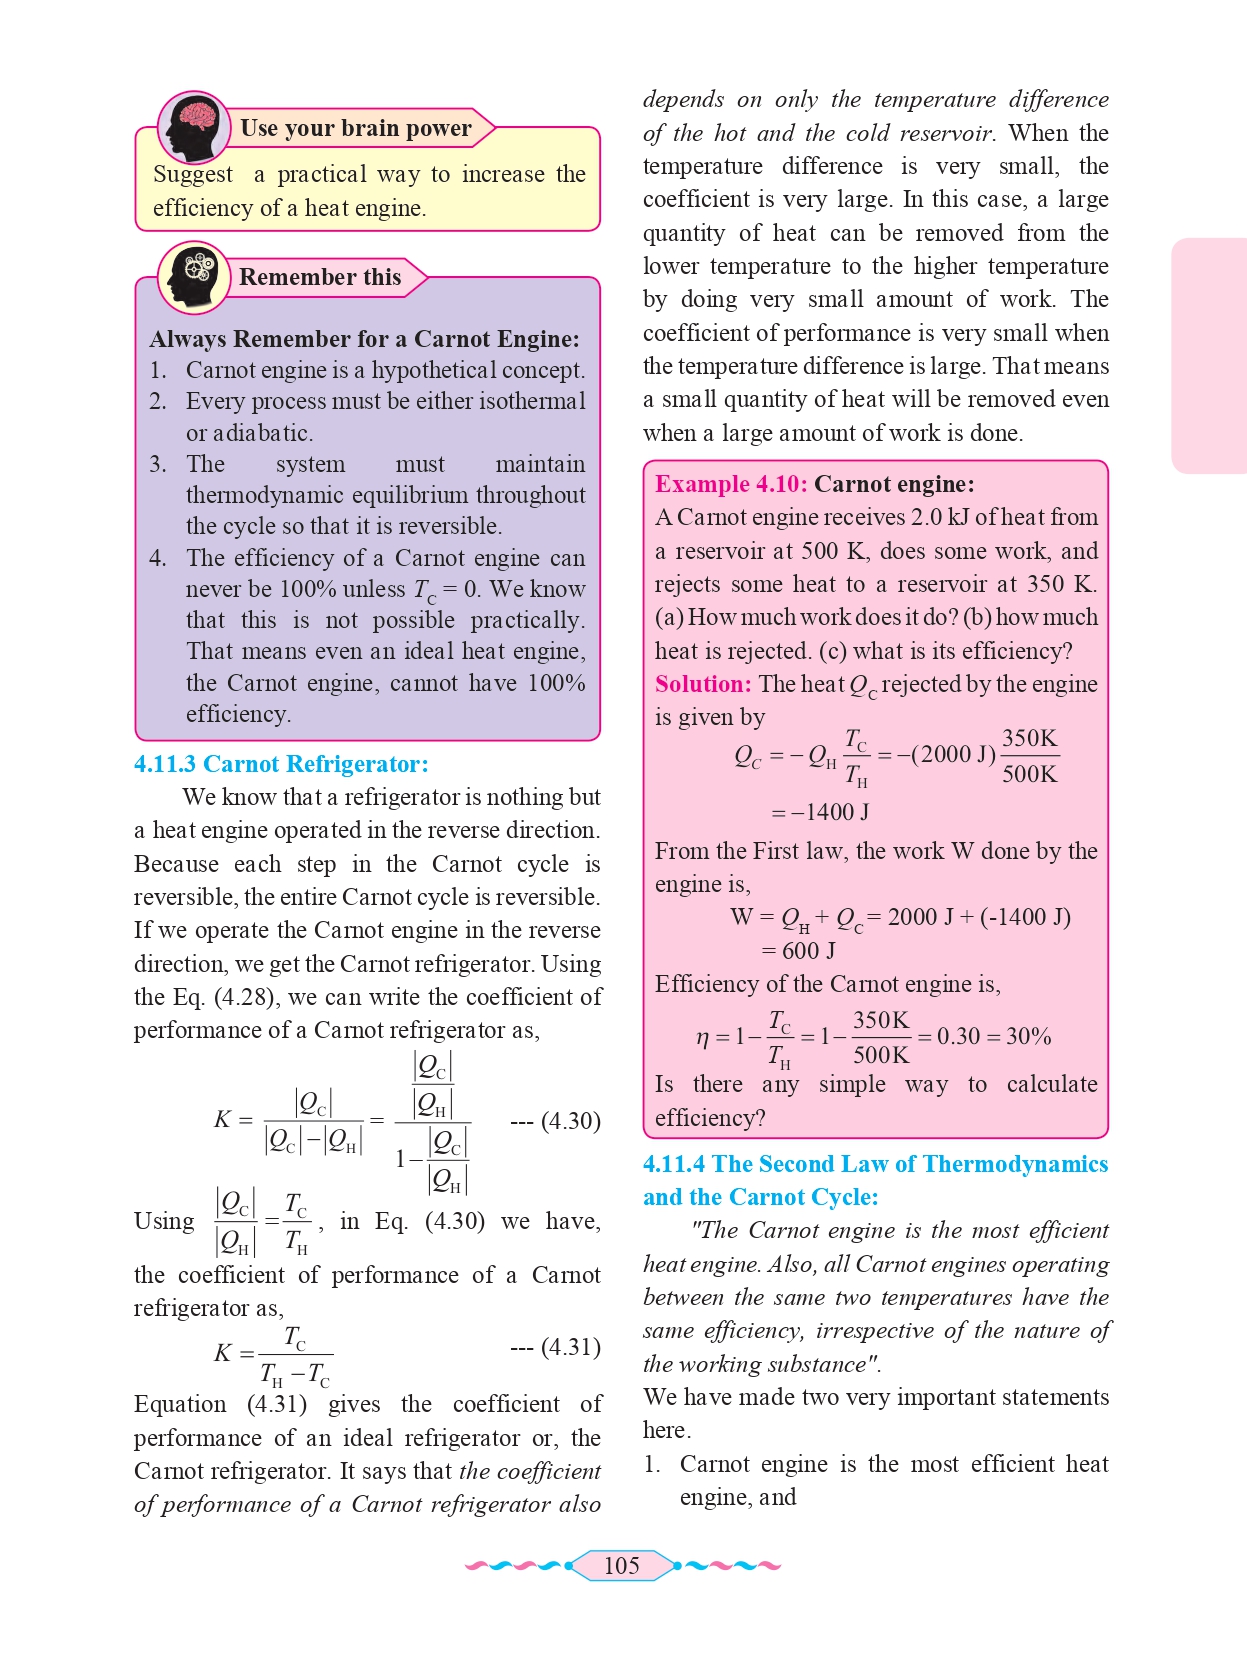 Use your brain power
Suggest a practical way to increase the
efficiency of a heat engine.
Remember this
Always Remember for a Carnot Engine:
1. Carnot engine is a hypothetical concept.
2. Every process must be either isothermal
or adiabatic.
3. The system must maintain
thermodynamic equilibrium throughout
the cycle so that it is reversible.
4. The efficiency of a Carnot engine can
never be 100% unless T_C = 0. We know
that this is not possible practically.
That means even an ideal heat engine,
the Carnot engine, cannot have 100%
efficiency.
4.11.3 Carnot Refrigerator:
We know that a refrigerator is nothing but
a heat engine operated in the reverse direction.
Because each step in the Carnot cycle is
reversible, the entire Carnot cycle is reversible.
If we operate the Carnot engine in the reverse
direction, we get the Carnot refrigerator. Using
the Eq. (4.28), we can write the coefficient of
performance of a Carnot refrigerator as,
K = |Q_C| / (|Q_C| − |Q_H|) = (|Q_C| / |Q_H|) / (1 − |Q_C| / |Q_H|) --- (4.30)
Using |Q_C| / |Q_H| = T_C / T_H , in Eq. (4.30) we have,
the coefficient of performance of a Carnot
refrigerator as,
K = T_C / (T_H − T_C) --- (4.31)
Equation (4.31) gives the coefficient of
performance of an ideal refrigerator or, the
Carnot refrigerator. It says that the coefficient
of performance of a Carnot refrigerator also
depends on only the temperature difference
of the hot and the cold reservoir. When the
temperature difference is very small, the
coefficient is very large. In this case, a large
quantity of heat can be removed from the
lower temperature to the higher temperature
by doing very small amount of work. The
coefficient of performance is very small when
the temperature difference is large. That means
a small quantity of heat will be removed even
when a large amount of work is done.
Example 4.10: Carnot engine:
A Carnot engine receives 2.0 kJ of heat from
a reservoir at 500 K, does some work, and
rejects some heat to a reservoir at 350 K.
(a) How much work does it do? (b) how much
heat is rejected. (c) what is its efficiency?
Solution: The heat Q_C rejected by the engine
is given by
Q_C = − Q_H T_C / T_H = −(2000 J) 350K / 500K
= −1400 J
From the First law, the work W done by the
engine is,
W = Q_H + Q_C = 2000 J + (-1400 J)
= 600 J
Efficiency of the Carnot engine is,
η = 1 − T_C / T_H = 1 − 350K / 500K = 0.30 = 30%
Is there any simple way to calculate
efficiency?
4.11.4 The Second Law of Thermodynamics
and the Carnot Cycle:
"The Carnot engine is the most efficient
heat engine. Also, all Carnot engines operating
between the same two temperatures have the
same efficiency, irrespective of the nature of
the working substance".
We have made two very important statements
here.
1. Carnot engine is the most efficient heat
engine, and
105